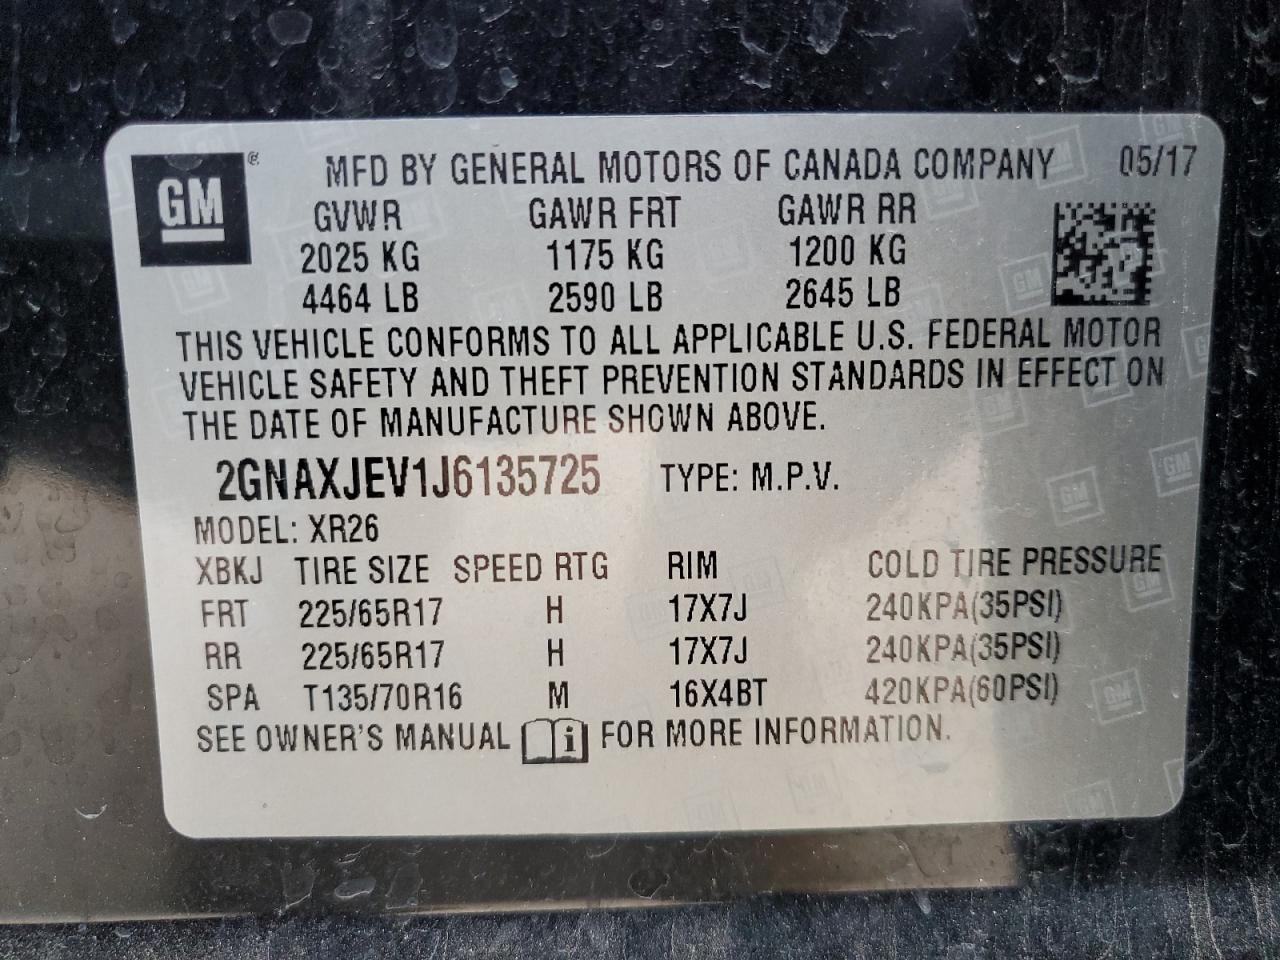 GM ® MFD BY GENERAL MOTORS OF CANADA COMPANY 05/17
GVWR GAWR FRT GAWR RR
2025 KG 1175 KG 1200 KG
4464 LB 2590 LB 2645 LB
THIS VEHICLE CONFORMS TO ALL APPLICABLE U.S. FEDERAL MOTOR
VEHICLE SAFETY AND THEFT PREVENTION STANDARDS IN EFFECT ON
THE DATE OF MANUFACTURE SHOWN ABOVE.
2GNAXJEV1J6135725 TYPE: M.P.V.
MODEL: XR26
XBKJ TIRE SIZE SPEED RTG RIM COLD TIRE PRESSURE
FRT 225/65R17 H 17X7J 240KPA(35PSI)
RR 225/65R17 H 17X7J 240KPA(35PSI)
SPA T135/70R16 M 16X4BT 420KPA(60PSI)
SEE OWNER'S MANUAL i FOR MORE INFORMATION.